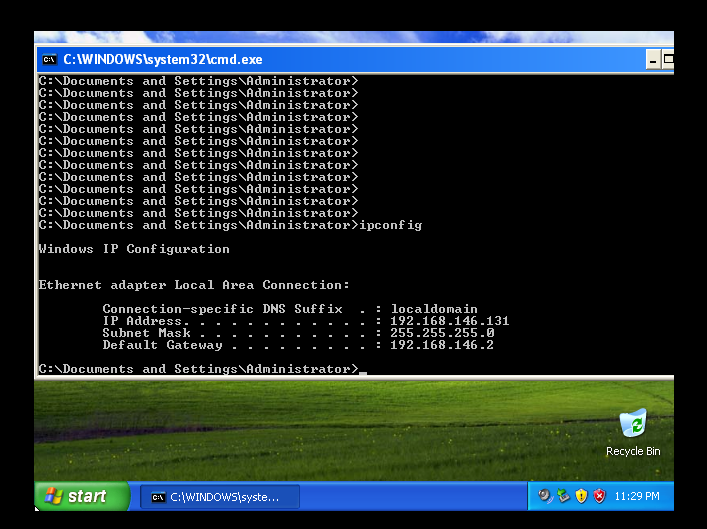 C:\WINDOWS\system32\cmd.exe
C:\Documents and Settings\Administrator>
C:\Documents and Settings\Administrator>
C:\Documents and Settings\Administrator>
C:\Documents and Settings\Administrator>
C:\Documents and Settings\Administrator>
C:\Documents and Settings\Administrator>
C:\Documents and Settings\Administrator>
C:\Documents and Settings\Administrator>
C:\Documents and Settings\Administrator>
C:\Documents and Settings\Administrator>
C:\Documents and Settings\Administrator>
C:\Documents and Settings\Administrator>
C:\Documents and Settings\Administrator>ipconfig
Windows IP Configuration
Ethernet adapter Local Area Connection:
Connection-specific DNS Suffix  . : localdomain
IP Address. . . . . . . . . . . . : 192.168.146.131
Subnet Mask . . . . . . . . . . . : 255.255.255.0
Default Gateway . . . . . . . . . : 192.168.146.2
C:\Documents and Settings\Administrator>_
Recycle Bin
start
C:\WINDOWS\syste...
11:29 PM